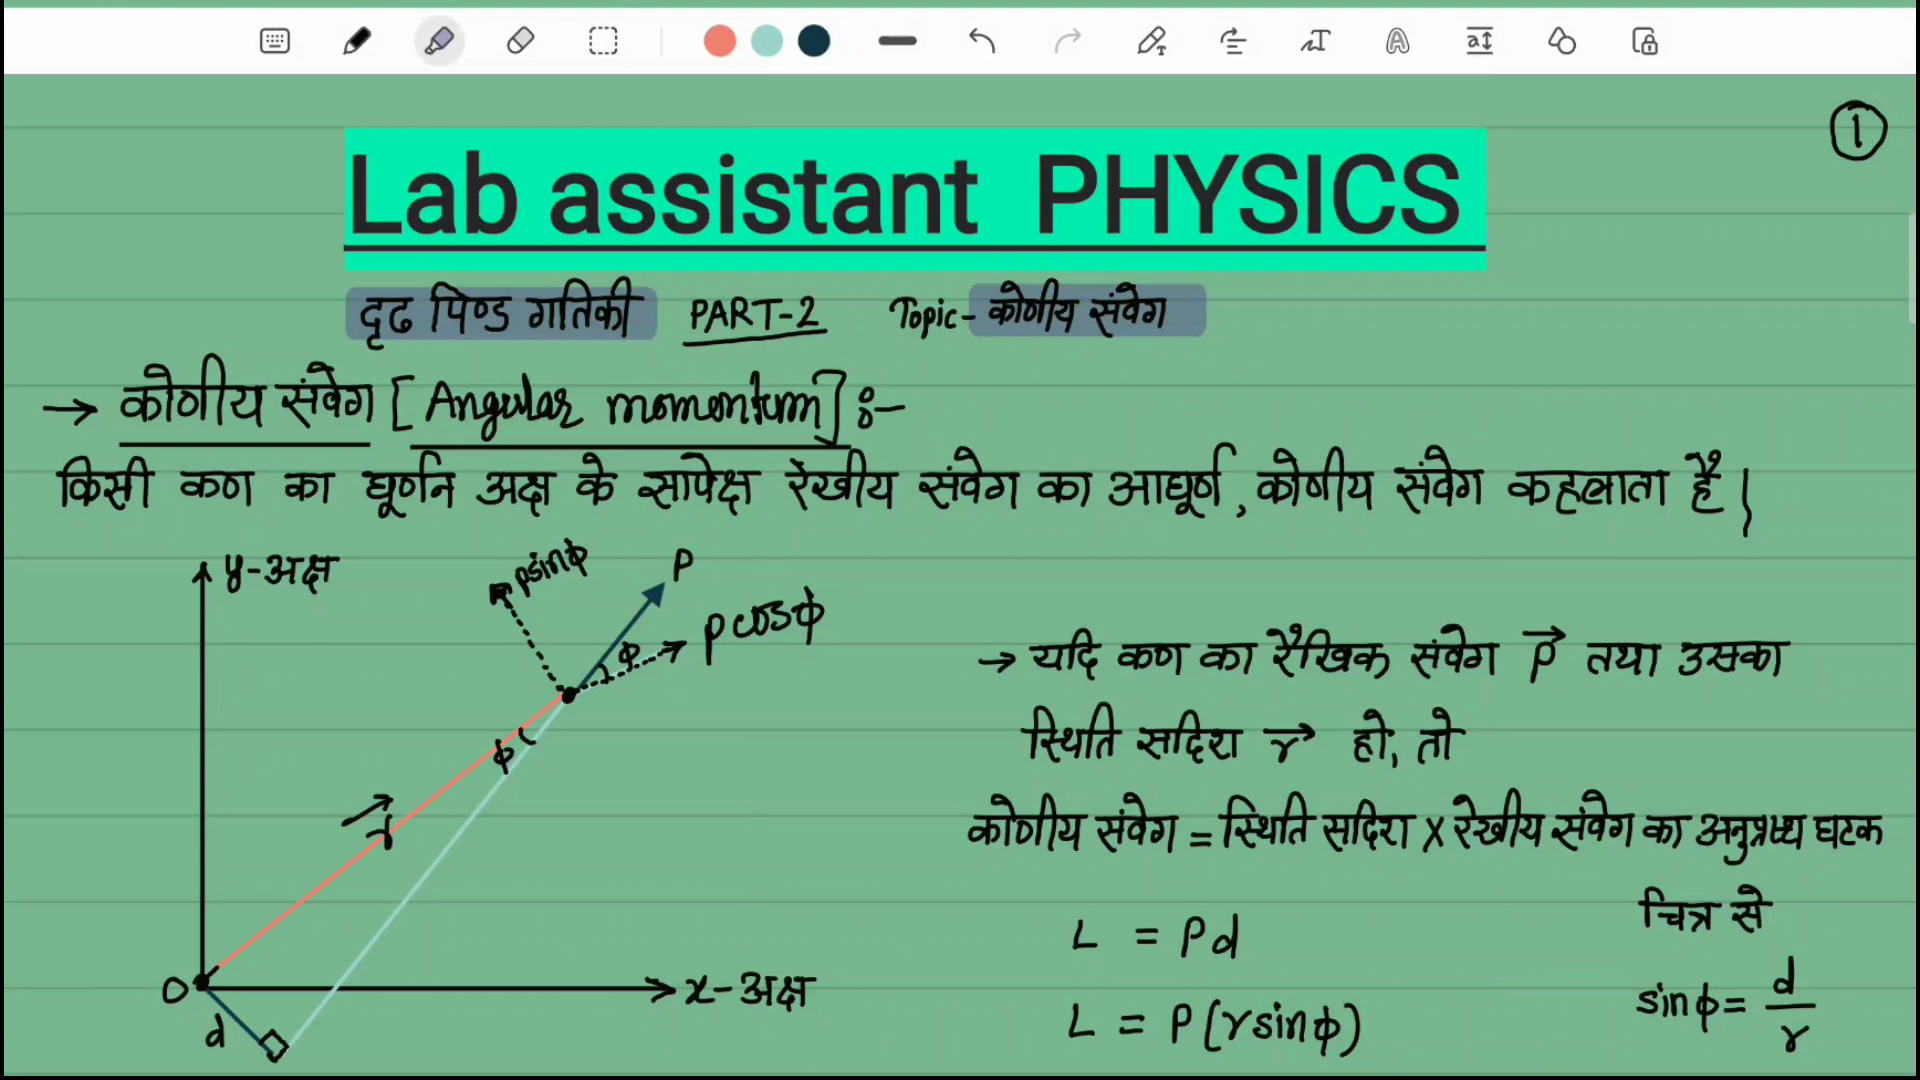 ①
Lab assistant PHYSICS
दृढ पिण्ड गतिकी PART-2 Topic- कोणीय संवेग
→ कोणीय संवेग [Angular momentum] :-
किसी कण का घूर्णन अक्ष के सापेक्ष रेखीय संवेग का आघूर्ण, कोणीय संवेग कहलाता है |
y-अक्ष
psinϕ
P
pcosϕ
ϕ
ϕ
r
O
d
x-अक्ष
→ यदि कण का रैखिक संवेग P⃗ तथा उसका
स्थिति सदिश r⃗ हो, तो
कोणीय संवेग = स्थिति सदिश X रेखीय संवेग का अनुप्रस्थ घटक
L = Pd
L = P(rsinϕ)
चित्र से
sinϕ = d/r